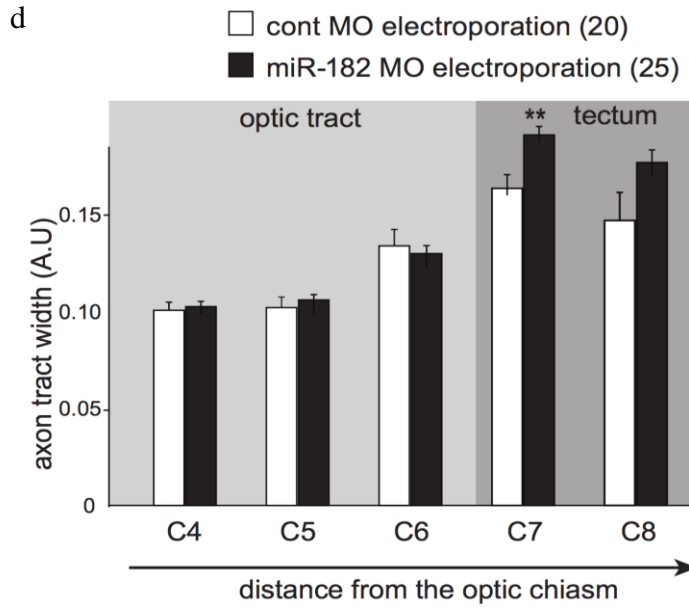 d
cont MO electroporation (20)
miR-182 MO electroporation (25)
optic tract
** tectum
axon tract width (A.U)
0.15
0.10
0.05
0
C4 C5 C6 C7 C8
distance from the optic chiasm